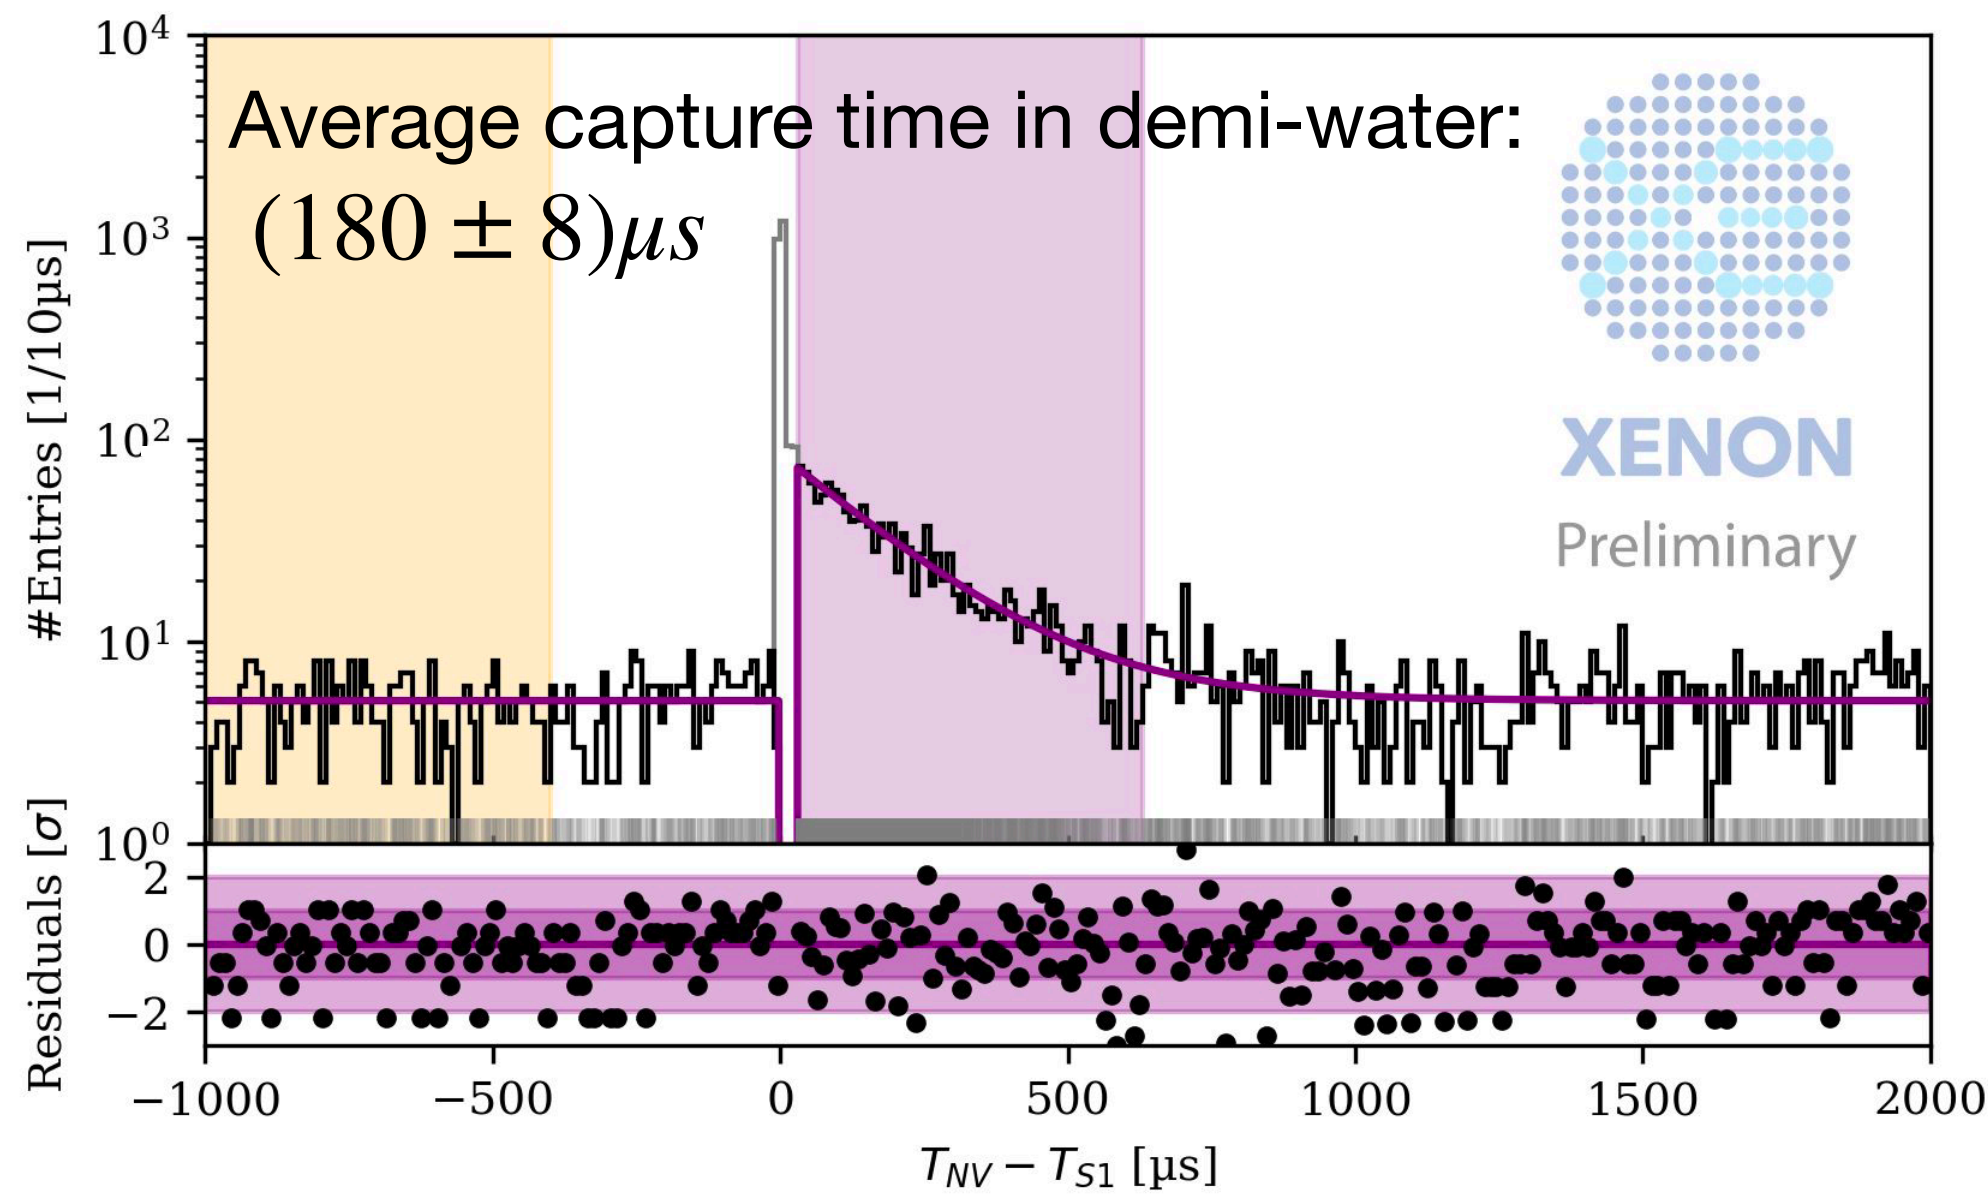 Average capture time in demi-water:
(180 ± 8)μs
XENON
Preliminary
#Entries [1/10μs]
10⁴
10³
10²
10¹
10⁰
Residuals [σ]
2
0
−2
−1000
−500
0
500
1000
1500
2000
T_NV − T_S1 [μs]